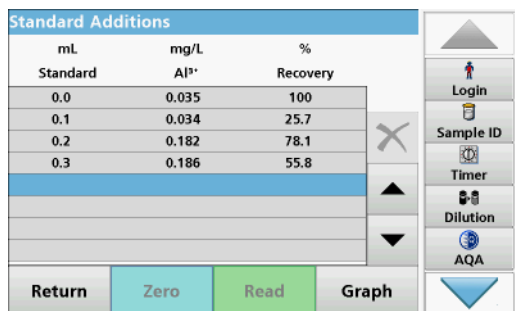 Standard Additions
mL mg/L %
Standard Al³⁺ Recovery
0.0 0.035 100
0.1 0.034 25.7
0.2 0.182 78.1
0.3 0.186 55.8
Return Zero Read Graph
Login
Sample ID
Timer
Dilution
AQA